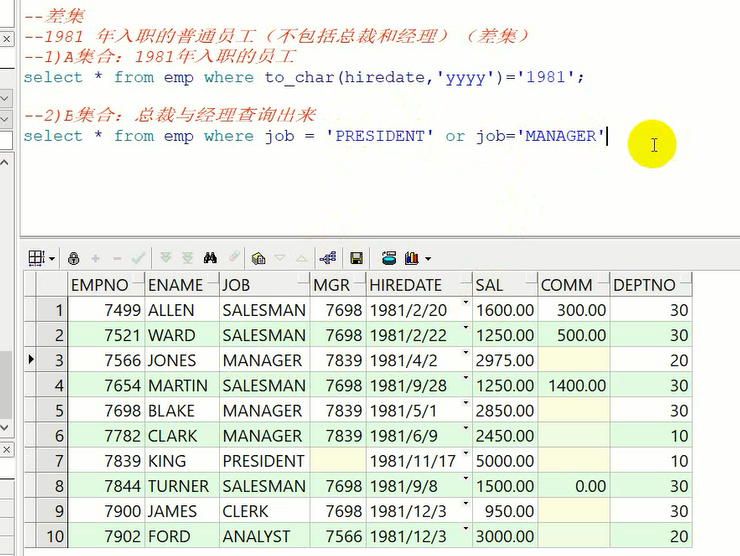 --差集
--1981 年入职的普通员工（不包括总裁和经理）（差集）
--1)A集合：1981年入职的员工
select * from emp where to_char(hiredate,'yyyy')='1981';
--2)B集合：总裁与经理查询出来
select * from emp where job = 'PRESIDENT' or job='MANAGER'
EMPNO ENAME JOB MGR HIREDATE SAL COMM DEPTNO
1 7499 ALLEN SALESMAN 7698 1981/2/20 1600.00 300.00 30
2 7521 WARD SALESMAN 7698 1981/2/22 1250.00 500.00 30
3 7566 JONES MANAGER 7839 1981/4/2 2975.00 20
4 7654 MARTIN SALESMAN 7698 1981/9/28 1250.00 1400.00 30
5 7698 BLAKE MANAGER 7839 1981/5/1 2850.00 30
6 7782 CLARK MANAGER 7839 1981/6/9 2450.00 10
7 7839 KING PRESIDENT 1981/11/17 5000.00 10
8 7844 TURNER SALESMAN 7698 1981/9/8 1500.00 0.00 30
9 7900 JAMES CLERK 7698 1981/12/3 950.00 30
10 7902 FORD ANALYST 7566 1981/12/3 3000.00 20